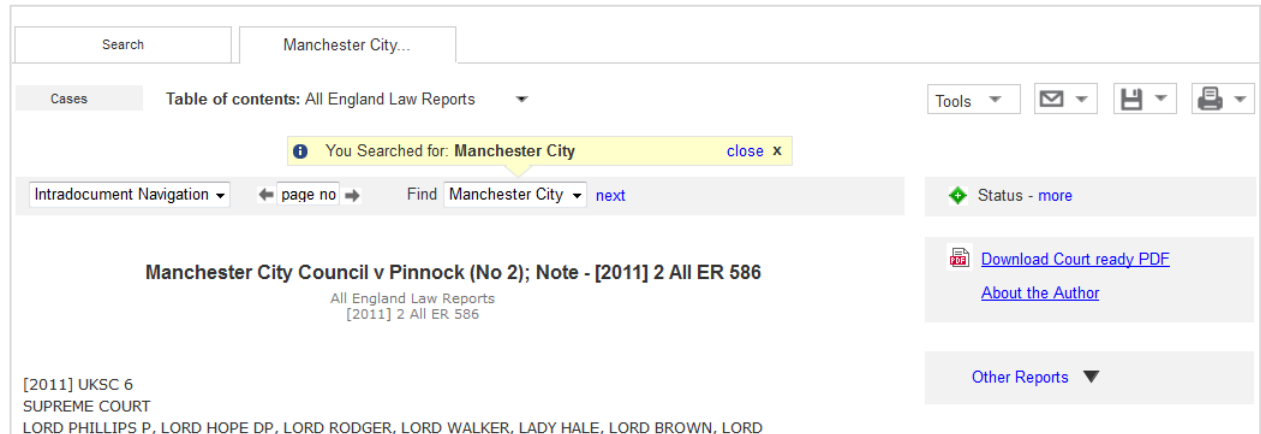 Search
Manchester City...
Cases
Table of contents: All England Law Reports
Tools
You Searched for: Manchester City close x
Intradocument Navigation
page no
Find Manchester City next
Status - more
Manchester City Council v Pinnock (No 2); Note - [2011] 2 All ER 586
All England Law Reports
[2011] 2 All ER 586
PDF
Download Court ready PDF
About the Author
Other Reports
[2011] UKSC 6
SUPREME COURT
LORD PHILLIPS P, LORD HOPE DP, LORD RODGER, LORD WALKER, LADY HALE, LORD BROWN, LORD